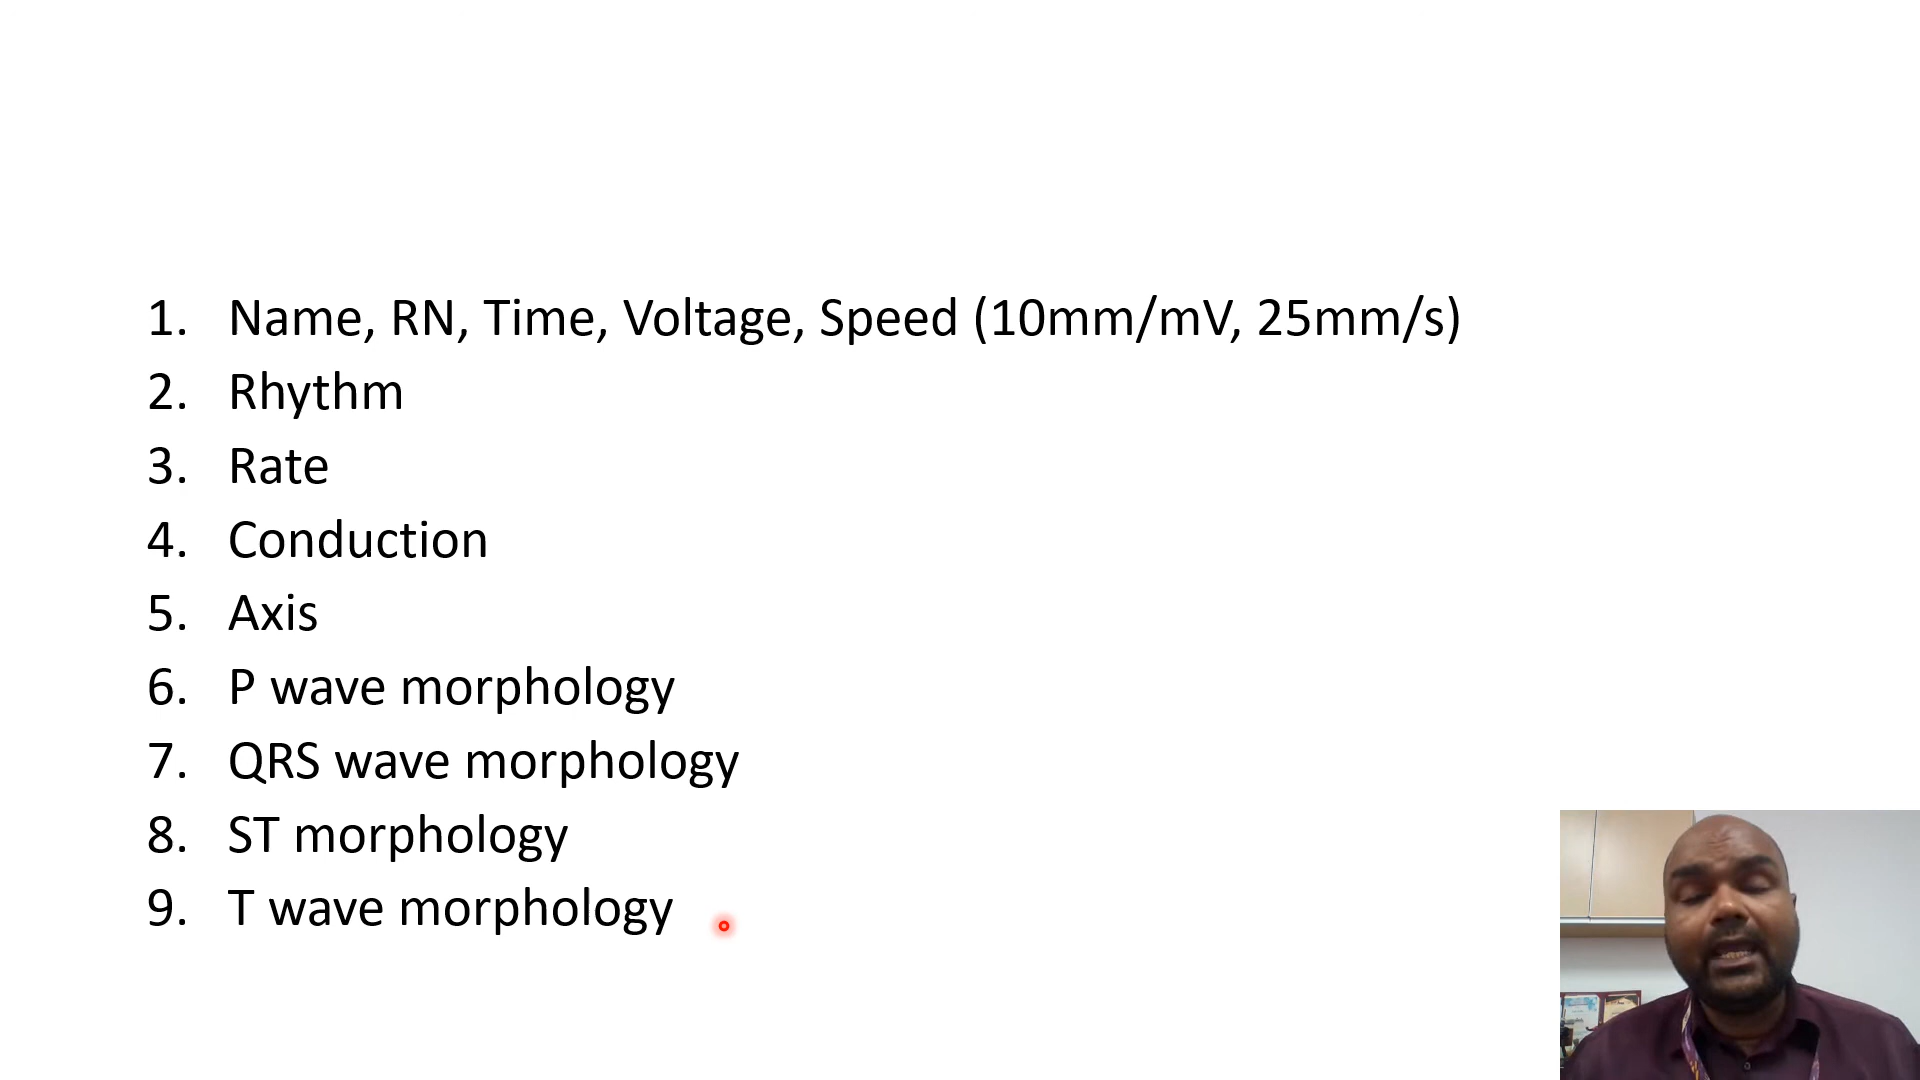 1. Name, RN, Time, Voltage, Speed (10mm/mV, 25mm/s)
2. Rhythm
3. Rate
4. Conduction
5. Axis
6. P wave morphology
7. QRS wave morphology
8. ST morphology
9. T wave morphology